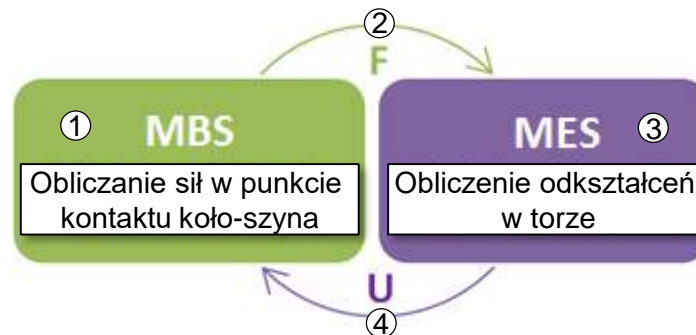 ②
F
① MBS
Obliczanie sił w punkcie
kontaktu koło-szyna
MES ③
Obliczenie odkształceń
w torze
U
④